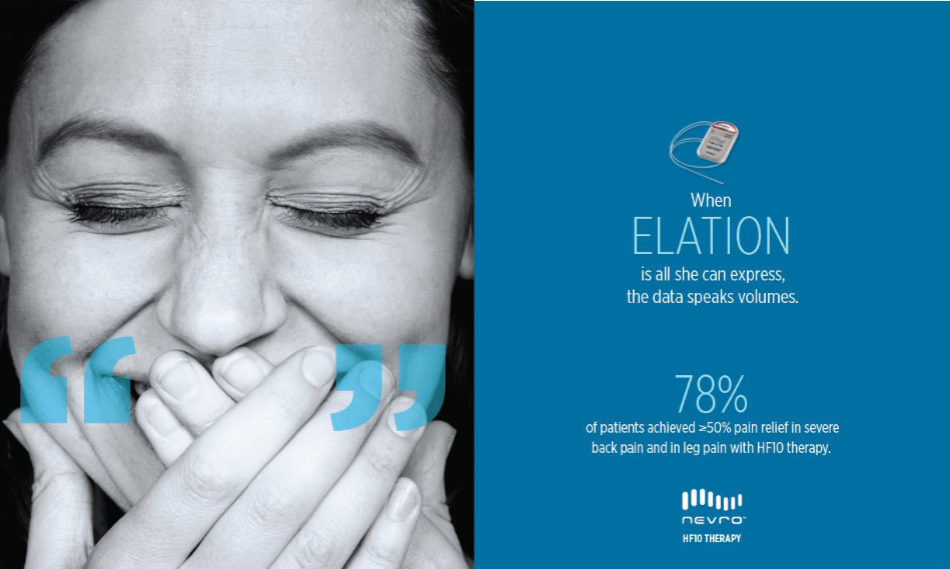 “ ”
When
ELATION
is all she can express,
the data speaks volumes.
78%
of patients achieved ≥50% pain relief in severe
back pain and in leg pain with HF10 therapy.
nevro™
HF10 THERAPY